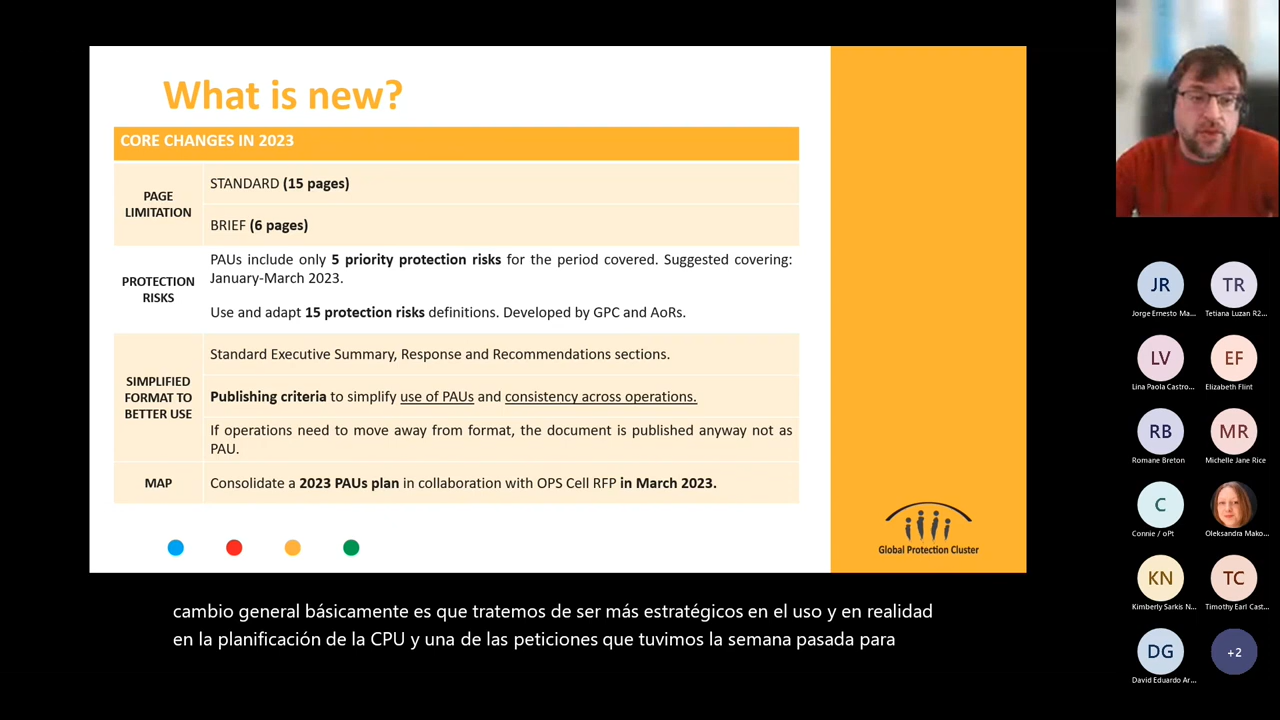 What is new?
CORE CHANGES IN 2023
PAGE
LIMITATION
STANDARD (15 pages)
BRIEF (6 pages)
PROTECTION
RISKS
PAUs include only 5 priority protection risks for the period covered. Suggested covering:
January-March 2023.
Use and adapt 15 protection risks definitions. Developed by GPC and AoRs.
SIMPLIFIED
FORMAT TO
BETTER USE
Standard Executive Summary, Response and Recommendations sections.
Publishing criteria to simplify use of PAUs and consistency across operations.
If operations need to move away from format, the document is published anyway not as
PAU.
MAP
Consolidate a 2023 PAUs plan in collaboration with OPS Cell RFP in March 2023.
Global Protection Cluster
cambio general básicamente es que tratemos de ser más estratégicos en el uso y en realidad
en la planificación de la CPU y una de las peticiones que tuvimos la semana pasada para
JR
Jorge Ernesto Ma...
TR
Tetiana Luzan R2...
LV
Lina Paola Castro...
EF
Elizabeth Flint
RB
Romane Breton
MR
Michelle Jane Rice
C
Connie / oPt
Oleksandra Mako...
KN
Kimberly Sarkis N...
TC
Timothy Earl Cast...
DG
David Eduardo Ar...
+2